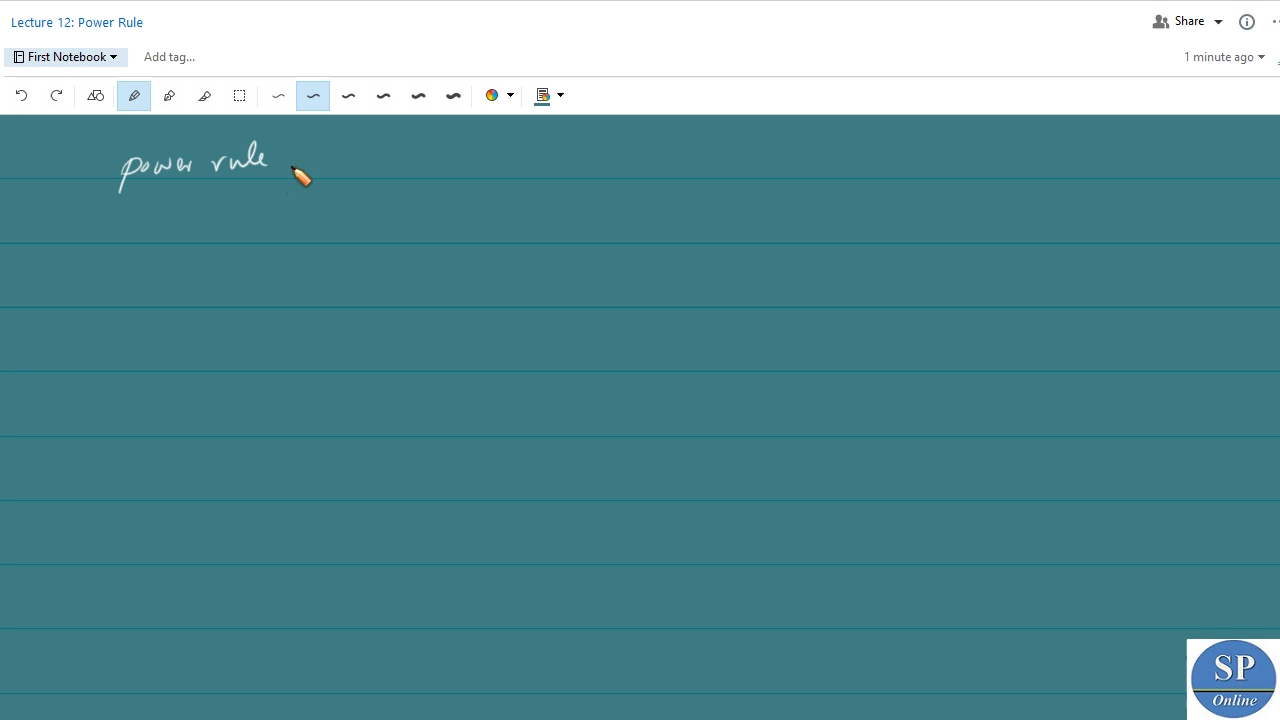 Lecture 12: Power Rule
Share
First Notebook
Add tag...
1 minute ago
power rule
SP
Online